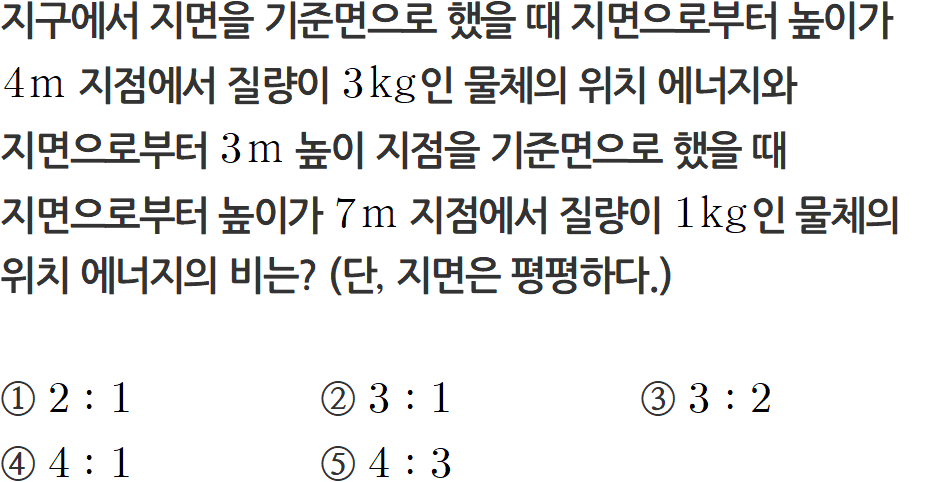 지구에서 지면을 기준면으로 했을 때 지면으로부터 높이가
4m 지점에서 질량이 3kg인 물체의 위치 에너지와
지면으로부터 3m 높이 지점을 기준면으로 했을 때
지면으로부터 높이가 7m 지점에서 질량이 1kg인 물체의
위치 에너지의 비는? (단, 지면은 평평하다.)
① 2 : 1 ② 3 : 1 ③ 3 : 2
④ 4 : 1 ⑤ 4 : 3